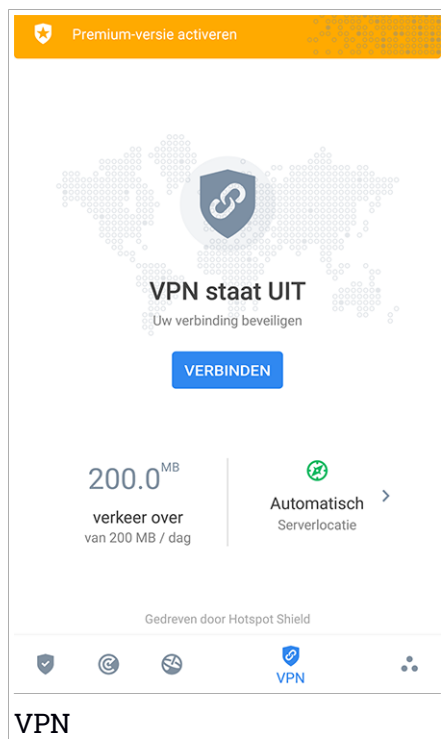 Premium-versie activeren
VPN staat UIT
Uw verbinding beveiligen
VERBINDEN
200.0 MB
verkeer over
van 200 MB / dag
Automatisch
Serverlocatie
Gedreven door Hotspot Shield
VPN
VPN